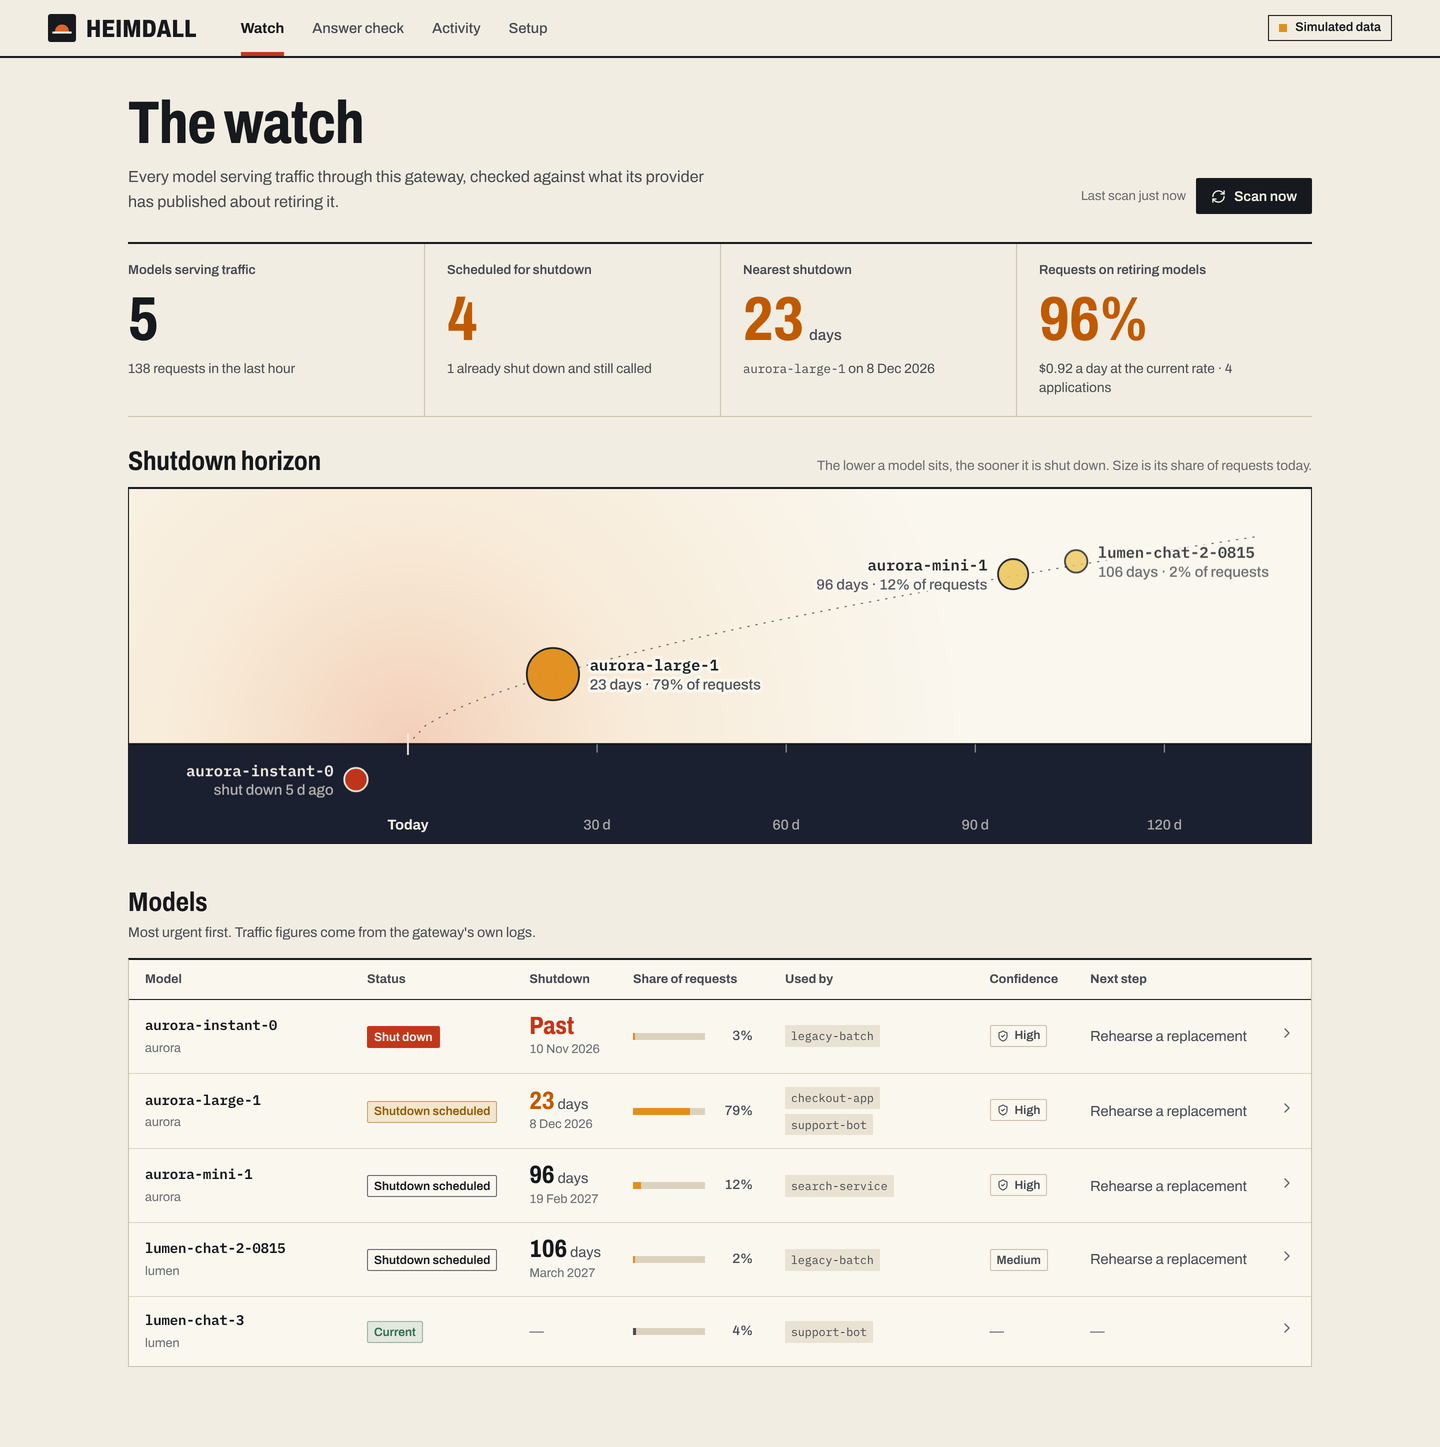 HEIMDALL
Watch
Answer check
Activity
Setup
Simulated data
The watch
Every model serving traffic through this gateway, checked against what its provider
has published about retiring it.
Last scan just now
Scan now
Models serving traffic
5
138 requests in the last hour
Scheduled for shutdown
4
1 already shut down and still called
Nearest shutdown
23 days
aurora-large-1 on 8 Dec 2026
Requests on retiring models
96%
$0.92 a day at the current rate · 4
applications
Shutdown horizon
The lower a model sits, the sooner it is shut down. Size is its share of requests today.
aurora-mini-1
96 days · 12% of requests
lumen-chat-2-0815
106 days · 2% of requests
aurora-large-1
23 days · 79% of requests
aurora-instant-0
shut down 5 d ago
Today
30 d
60 d
90 d
120 d
Models
Most urgent first. Traffic figures come from the gateway's own logs.
Model Status Shutdown Share of requests Used by Confidence Next step
aurora-instant-0
aurora
Shut down
Past
10 Nov 2026
3%
legacy-batch
High
Rehearse a replacement
aurora-large-1
aurora
Shutdown scheduled
23 days
8 Dec 2026
79%
checkout-app
support-bot
High
Rehearse a replacement
aurora-mini-1
aurora
Shutdown scheduled
96 days
19 Feb 2027
12%
search-service
High
Rehearse a replacement
lumen-chat-2-0815
lumen
Shutdown scheduled
106 days
March 2027
2%
legacy-batch
Medium
Rehearse a replacement
lumen-chat-3
lumen
Current
—
4%
support-bot
—
—